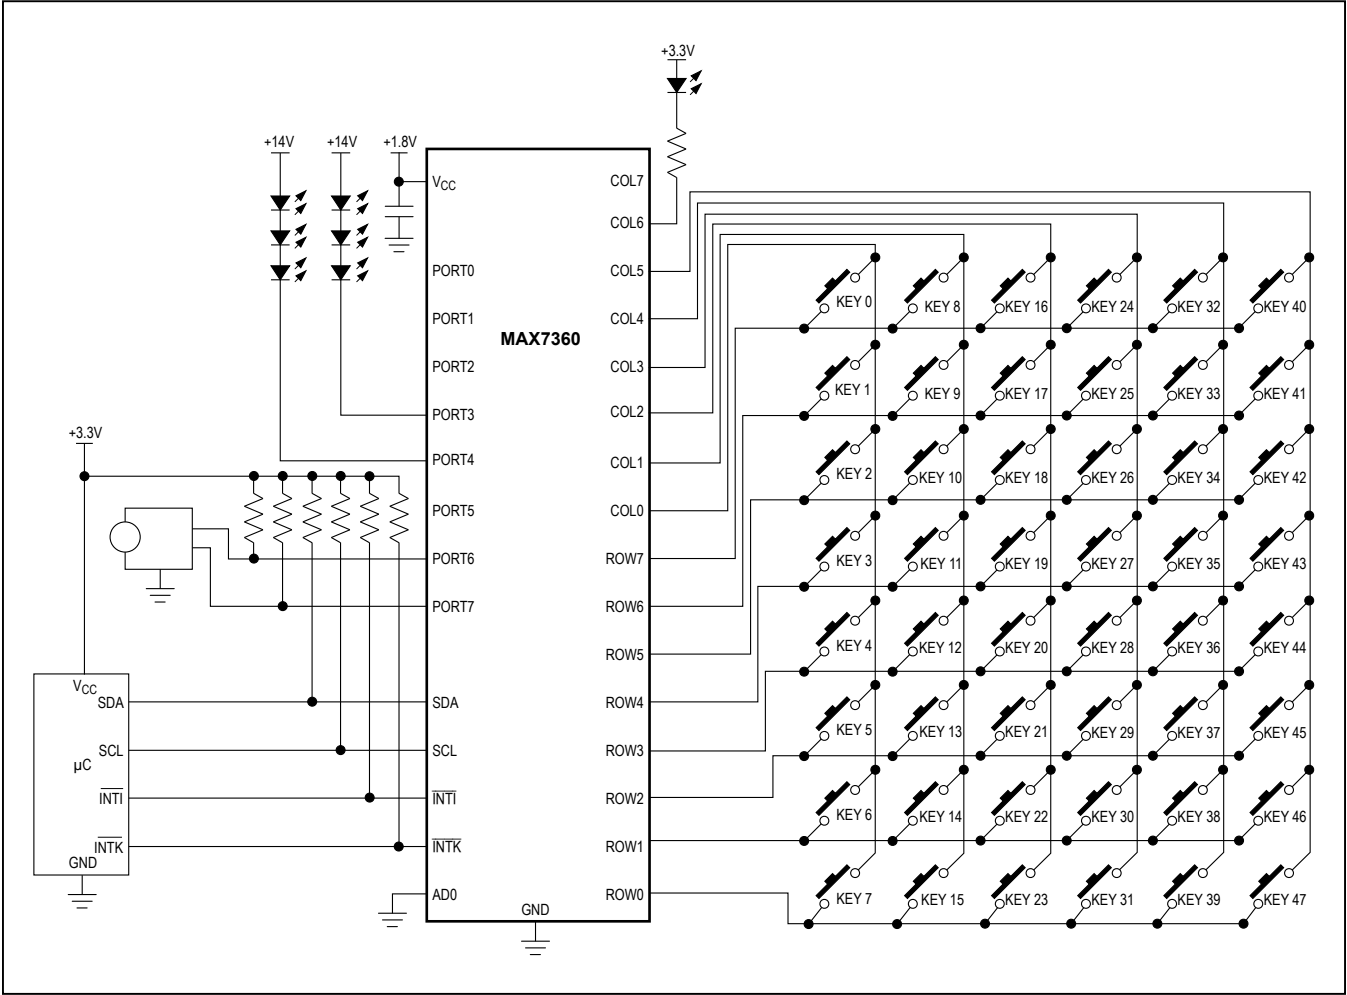 +3.3V
+14V
+14V
+1.8V
VCC
COL7
COL6
PORT0
COL5
PORT1
COL4
MAX7360
PORT2
COL3
PORT3
COL2
PORT4
COL1
PORT5
COL0
PORT6
ROW7
PORT7
ROW6
ROW5
SDA
ROW4
SCL
ROW3
INTI
ROW2
INTK
ROW1
AD0
ROW0
GND
+3.3V
VCC
SDA
SCL
µC
INTI
INTK
GND
KEY 0 KEY 8 KEY 16 KEY 24 KEY 32 KEY 40
KEY 1 KEY 9 KEY 17 KEY 25 KEY 33 KEY 41
KEY 2 KEY 10 KEY 18 KEY 26 KEY 34 KEY 42
KEY 3 KEY 11 KEY 19 KEY 27 KEY 35 KEY 43
KEY 4 KEY 12 KEY 20 KEY 28 KEY 36 KEY 44
KEY 5 KEY 13 KEY 21 KEY 29 KEY 37 KEY 45
KEY 6 KEY 14 KEY 22 KEY 30 KEY 38 KEY 46
KEY 7 KEY 15 KEY 23 KEY 31 KEY 39 KEY 47